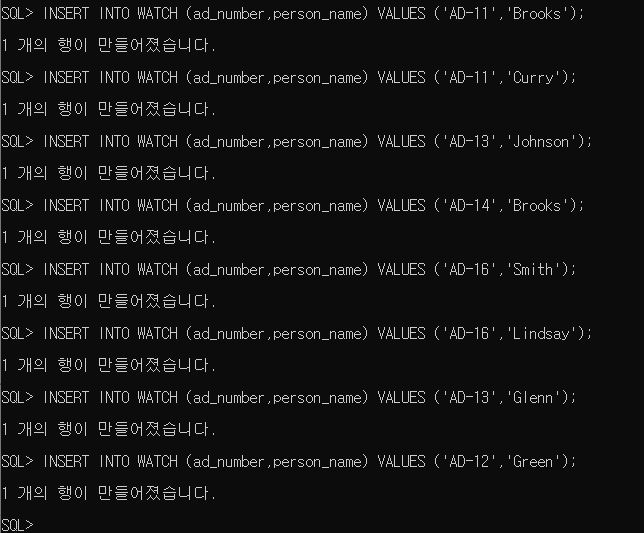 SQL> INSERT INTO WATCH (ad_number,person_name) VALUES ('AD-11','Brooks');
1 개의 행이 만들어졌습니다.
SQL> INSERT INTO WATCH (ad_number,person_name) VALUES ('AD-11','Curry');
1 개의 행이 만들어졌습니다.
SQL> INSERT INTO WATCH (ad_number,person_name) VALUES ('AD-13','Johnson');
1 개의 행이 만들어졌습니다.
SQL> INSERT INTO WATCH (ad_number,person_name) VALUES ('AD-14','Brooks');
1 개의 행이 만들어졌습니다.
SQL> INSERT INTO WATCH (ad_number,person_name) VALUES ('AD-16','Smith');
1 개의 행이 만들어졌습니다.
SQL> INSERT INTO WATCH (ad_number,person_name) VALUES ('AD-16','Lindsay');
1 개의 행이 만들어졌습니다.
SQL> INSERT INTO WATCH (ad_number,person_name) VALUES ('AD-13','Glenn');
1 개의 행이 만들어졌습니다.
SQL> INSERT INTO WATCH (ad_number,person_name) VALUES ('AD-12','Green');
1 개의 행이 만들어졌습니다.
SQL>